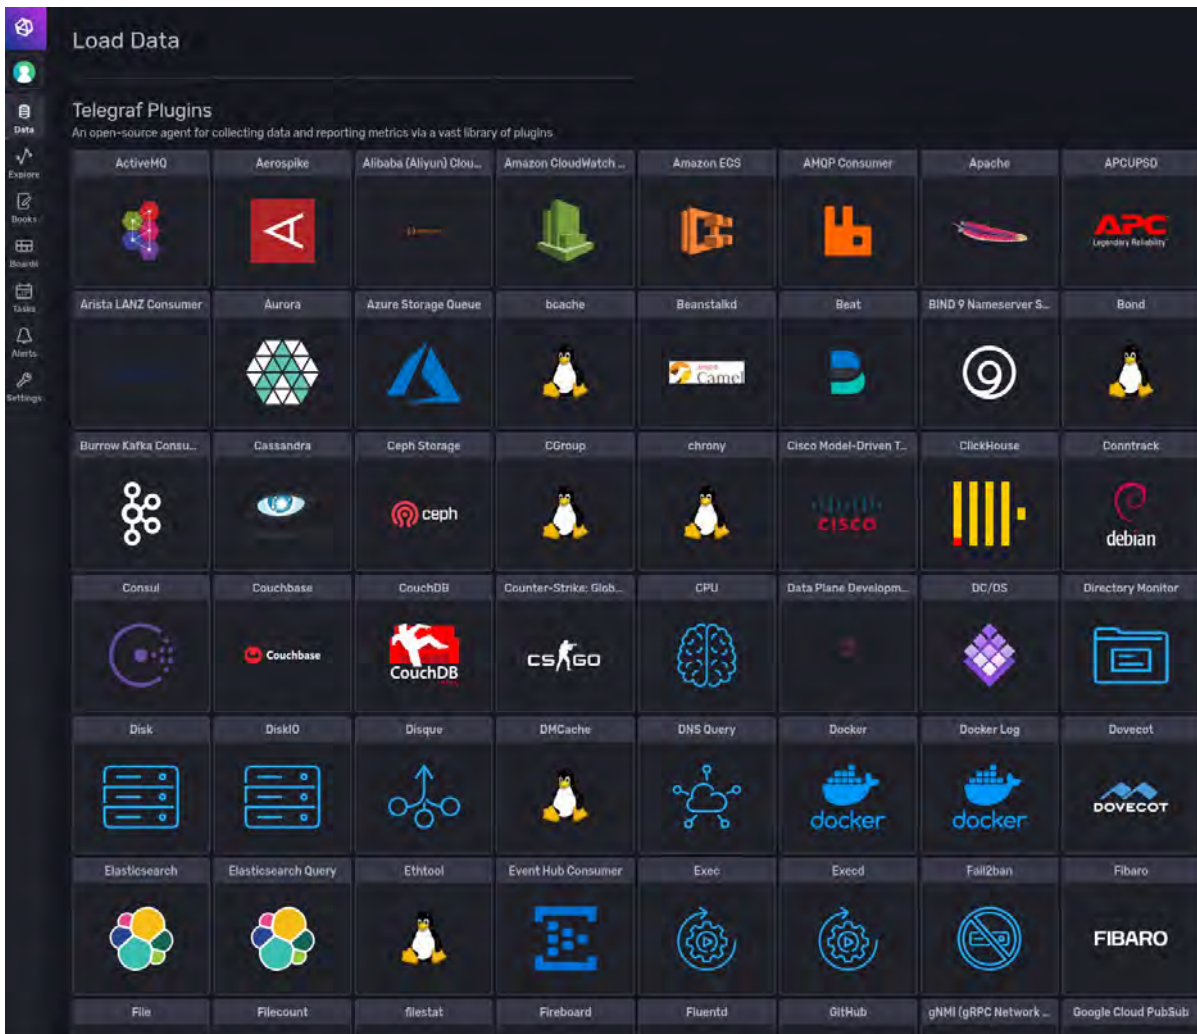 Load Data
Telegraf Plugins
An open-source agent for collecting data and reporting metrics via a vast library of plugins
Data
Explore
Books
Boards
Tasks
Alerts
Settings
ActiveMQ Aerospike Alibaba (Aliyun) Clou... Amazon CloudWatch ... Amazon ECS AMQP Consumer Apache APCUPSD
APC
Legendary Reliability
Arista LANZ Consumer Aurora Azure Storage Queue bcache Beanstalkd Beat BIND 9 Nameserver S... Bond
Camel 9
Burrow Kafka Consu... Cassandra Ceph Storage CGroup chrony Cisco Model-Driven T... ClickHouse Conntrack
ceph CISCO debian
Consul Couchbase CouchDB Counter-Strike: Glob... CPU Data Plane Developm... DC/OS Directory Monitor
Couchbase CouchDB CS GO
Disk DiskIO Disque DMCache DNS Query Docker Docker Log Dovecot
docker docker DOVECOT
Elasticsearch Elasticsearch Query Ethtool Event Hub Consumer Exec Execd Fail2ban Fibaro
FIBARO
File Filecount filestat Fireboard Fluentd GitHub gNMI (gRPC Network ... Google Cloud PubSub